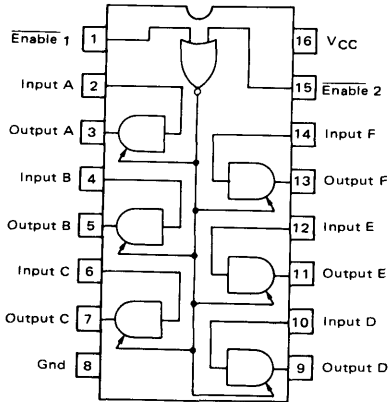 Enable 1 1
16 VCC
Input A 2
15 Enable 2
Output A 3
14 Input F
Input B 4
13 Output F
Output B 5
12 Input E
Input C 6
11 Output E
Output C 7
10 Input D
Gnd 8
9 Output D